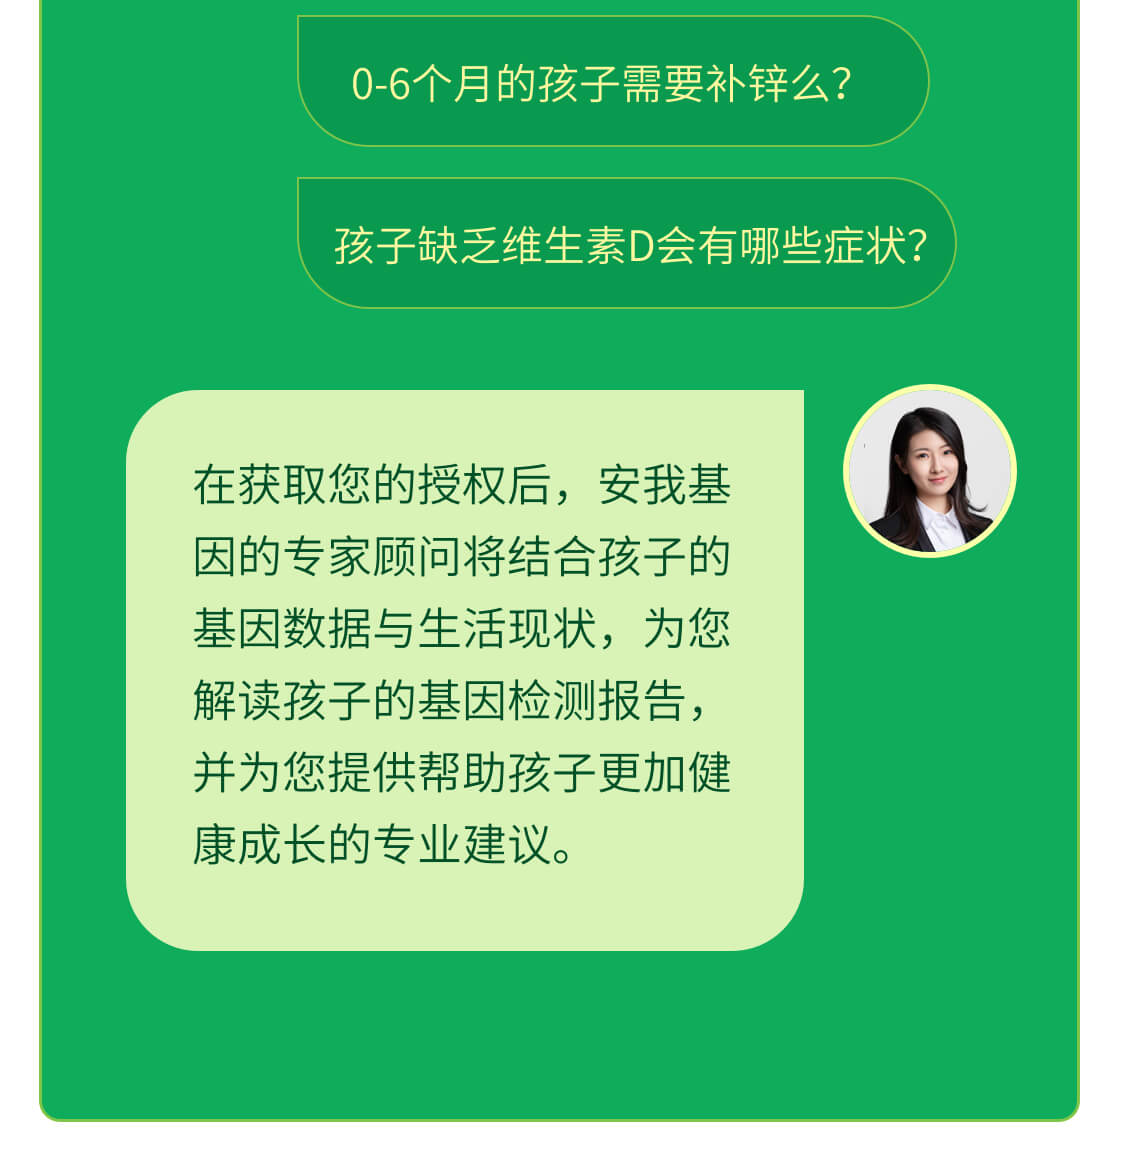 0-6个月的孩子需要补锌么?
孩子缺乏维生素D会有哪些症状?
在获取您的授权后，安我基
因的专家顾问将结合孩子的
基因数据与生活现状，为您
解读孩子的基因检测报告，
并为您提供帮助孩子更加健
康成长的专业建议。